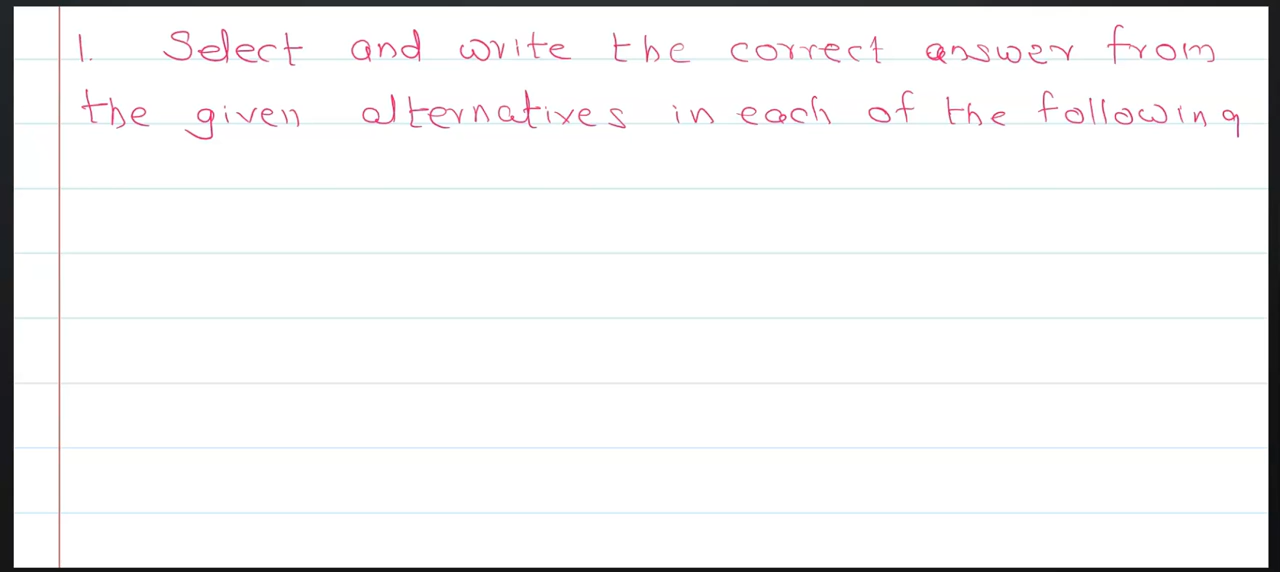 1. Select and write the correct answer from
the given alternatives in each of the following